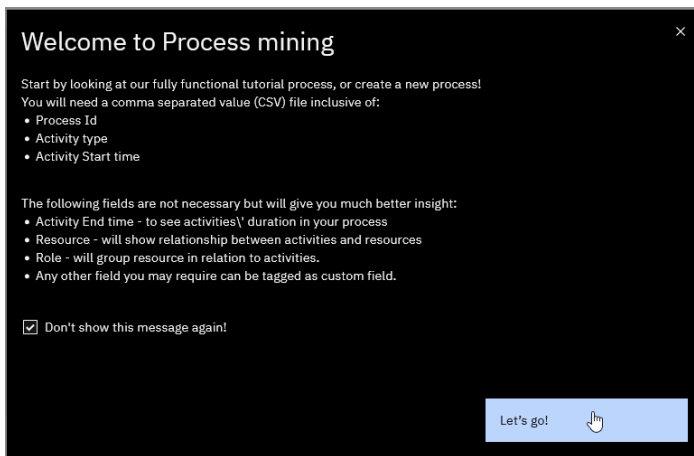 Welcome to Process mining
Start by looking at our fully functional tutorial process, or create a new process!
You will need a comma separated value (CSV) file inclusive of:
• Process Id
• Activity type
• Activity Start time
The following fields are not necessary but will give you much better insight:
• Activity End time - to see activities\' duration in your process
• Resource - will show relationship between activities and resources
• Role - will group resource in relation to activities.
• Any other field you may require can be tagged as custom field.
Don't show this message again!
Let's go!